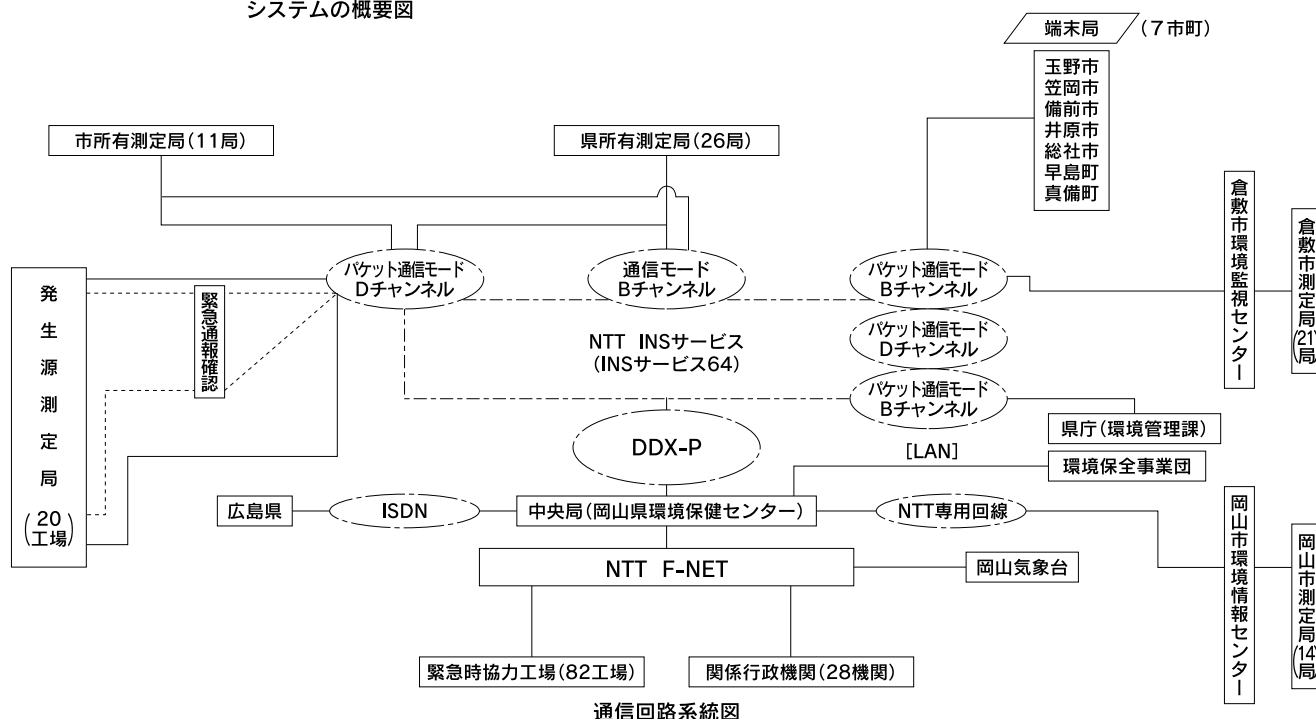 システムの概要図
端末局 (7市町)
玉野市
笠岡市
備前市
井原市
総社市
早島町
真備町
市所有測定局(11局)
県所有測定局(26局)
倉敷市環境監視センター
倉敷市測定局(21局)
発生源測定局(20工場)
緊急通報確認
パケット通信モード
Dチャンネル
通信モード
Bチャンネル
パケット通信モード
Bチャンネル
パケット通信モード
Dチャンネル
パケット通信モード
Bチャンネル
NTT INSサービス
(INSサービス64)
県庁(環境管理課)
DDX-P
[LAN]
環境保全事業団
広島県
ISDN
中央局(岡山県環境保健センター)
NTT専用回線
岡山市環境情報センター
岡山市測定局(14局)
NTT F-NET
岡山気象台
緊急時協力工場(82工場)
関係行政機関(28機関)
通信回路系統図